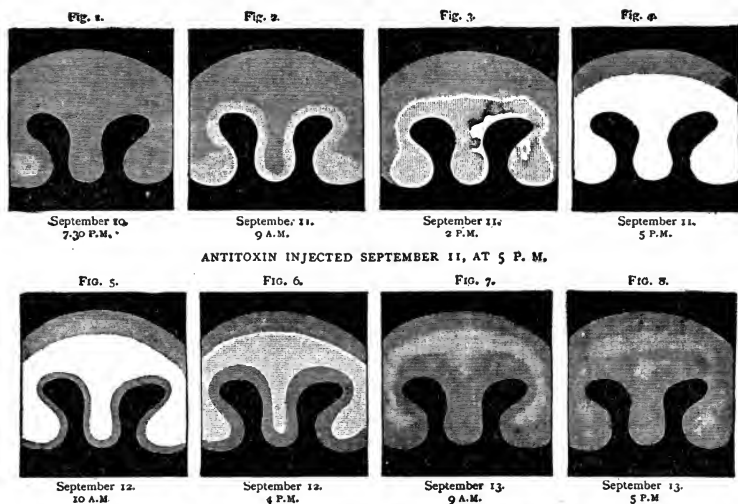 Fig. 1. Fig. 2. Fig. 3. Fig. 4.
September 10. September 11. September 11. September 11.
7.30 P.M. 9 A.M. 2 P.M. 5 P.M.
ANTITOXIN INJECTED SEPTEMBER 11, AT 5 P. M.
FIG. 5. FIG. 6. FIG. 7. FIG. 8.
September 12. September 12. September 13. September 13.
10 A.M. 4 P.M. 9 A.M. 5 P.M